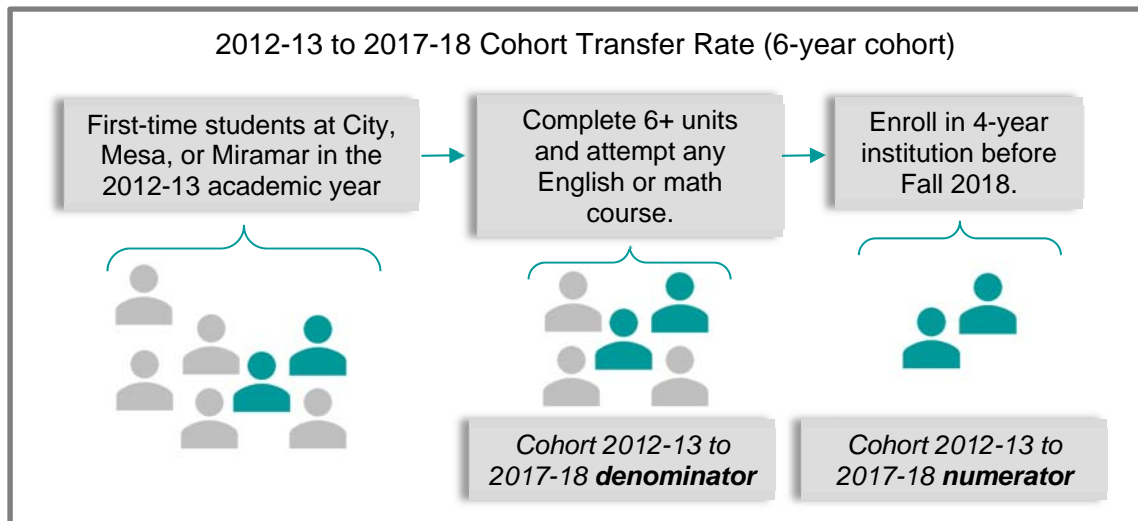 2012-13 to 2017-18 Cohort Transfer Rate (6-year cohort)
First-time students at City,
Mesa, or Miramar in the
2012-13 academic year
Complete 6+ units
and attempt any
English or math
course.
Enroll in 4-year
institution before
Fall 2018.
Cohort 2012-13 to
2017-18 denominator
Cohort 2012-13 to
2017-18 numerator